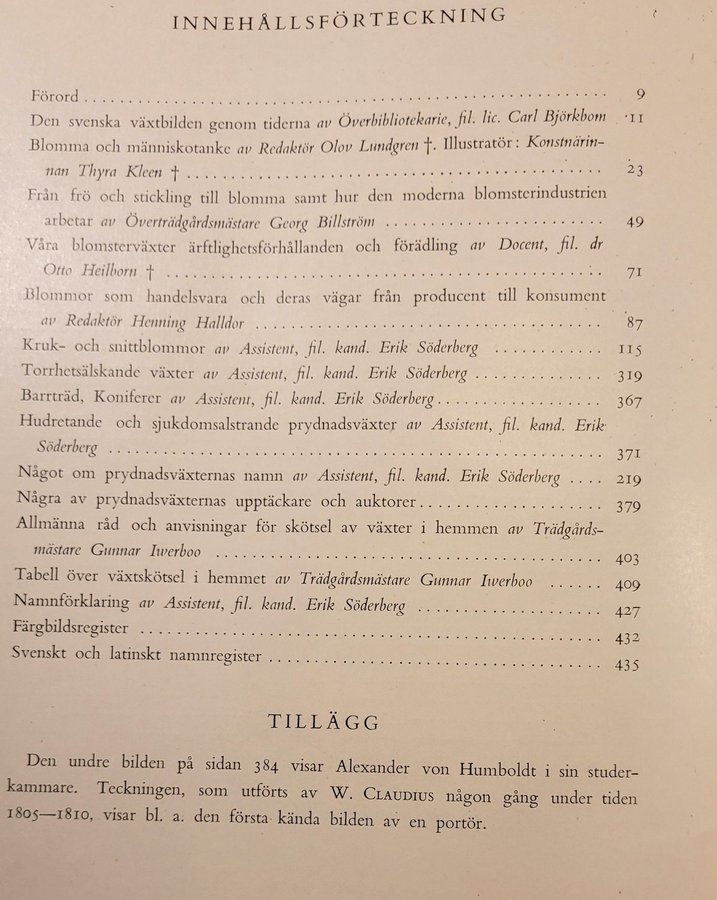 INNEHÅLLSFÖRTECKNING
Förord . . . . . . . . . . . . . . . . . . . . . . . . . . . . . . . . . . . . 9
Den svenska växtbilden genom tiderna av Överbibliotekarie, fil. lic. Carl Björkbom 11
Blomma och människotanke av Redaktör Olov Lundgren †. Illustratör: Konstnärin-
nan Thyra Kleen † . . . . . . . . . . . . . . . . . . . . . . . . . . . . 23
Från frö och stickling till blomma samt hur den moderna blomsterindustrien
arbetar av Överträdgårdsmästare Georg Billström . . . . . . . . . . . . 49
Våra blomsterväxter ärftlighetsförhållanden och förädling av Docent, fil. dr
Otto Heilborn † . . . . . . . . . . . . . . . . . . . . . . . . . . . . 71
Blommor som handelsvara och deras vägar från producent till konsument
av Redaktör Henning Halldor . . . . . . . . . . . . . . . . . . . . 87
Kruk- och snittblommor av Assistent, fil. kand. Erik Söderberg . . . . . . . . 115
Torrhetsälskande växter av Assistent, fil. kand. Erik Söderberg . . . . . . . . 319
Barrträd, Koniferer av Assistent, fil. kand. Erik Söderberg . . . . . . . . . . 367
Hudretande och sjukdomsalstrande prydnadsväxter av Assistent, fil. kand. Erik
Söderberg . . . . . . . . . . . . . . . . . . . . . . . . . . . . . . 371
Något om prydnadsväxternas namn av Assistent, fil. kand. Erik Söderberg . . . . 219
Några av prydnadsväxternas upptäckare och auktorer . . . . . . . . . . . . 379
Allmänna råd och anvisningar för skötsel av växter i hemmen av Trädgårds-
mästare Gunnar Iwerboo . . . . . . . . . . . . . . . . . . . . . . . . 403
Tabell över växtskötsel i hemmet av Trädgårdsmästare Gunnar Iwerboo . . . . . . 409
Namnförklaring av Assistent, fil. kand. Erik Söderberg . . . . . . . . . . . . 427
Färgbildsregister . . . . . . . . . . . . . . . . . . . . . . . . . . . . 432
Svenskt och latinskt namnregister . . . . . . . . . . . . . . . . . . . . 435
TILLÄGG
Den undre bilden på sidan 384 visar Alexander von Humboldt i sin studer-
kammare. Teckningen, som utförts av W. CLAUDIUS någon gång under tiden
1805—1810, visar bl. a. den första kända bilden av en portör.